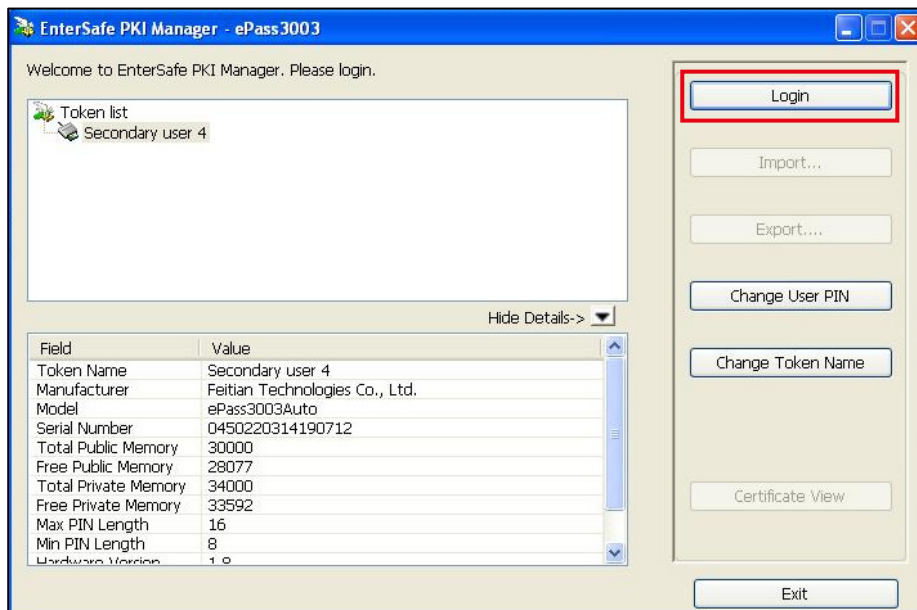 EnterSafe PKI Manager - ePass3003
Welcome to EnterSafe PKI Manager. Please login.
Token list
Secondary user 4
Login
Import...
Export....
Change User PIN
Hide Details->
Change Token Name
Field Value
Token Name Secondary user 4
Manufacturer Feitian Technologies Co., Ltd.
Model ePass3003Auto
Serial Number 0450220314190712
Total Public Memory 30000
Free Public Memory 28077
Total Private Memory 34000
Free Private Memory 33592
Max PIN Length 16
Min PIN Length 8
Hardware Version
Certificate View
Exit